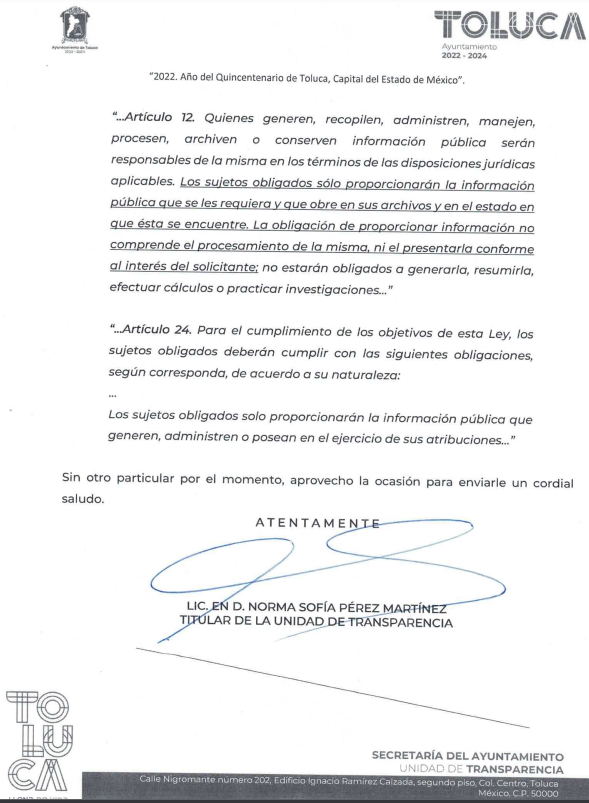 Ayuntamiento de Toluca
2022 - 2024
TOLUCA
Ayuntamiento
2022 - 2024
"2022. Año del Quincentenario de Toluca, Capital del Estado de México".
"...Artículo 12. Quienes generen, recopilen, administren, manejen,
procesen, archiven o conserven información pública serán
responsables de la misma en los términos de las disposiciones jurídicas
aplicables. Los sujetos obligados sólo proporcionarán la información
pública que se les requiera y que obre en sus archivos y en el estado en
que ésta se encuentre. La obligación de proporcionar información no
comprende el procesamiento de la misma, ni el presentarla conforme
al interés del solicitante; no estarán obligados a generarla, resumirla,
efectuar cálculos o practicar investigaciones..."
"...Artículo 24. Para el cumplimiento de los objetivos de esta Ley, los
sujetos obligados deberán cumplir con las siguientes obligaciones,
según corresponda, de acuerdo a su naturaleza:
...
Los sujetos obligados solo proporcionarán la información pública que
generen, administren o posean en el ejercicio de sus atribuciones..."
Sin otro particular por el momento, aprovecho la ocasión para enviarle un cordial
saludo.
ATENTAMENTE
LIC. EN D. NORMA SOFÍA PÉREZ MARTÍNEZ
TITULAR DE LA UNIDAD DE TRANSPARENCIA
TO
LU
CA
SECRETARÍA DEL AYUNTAMIENTO
UNIDAD DE TRANSPARENCIA
Calle Nigromante número 202, Edificio Ignacio Ramírez Calzada, segundo piso, Col. Centro, Toluca
México. C.P. 50000